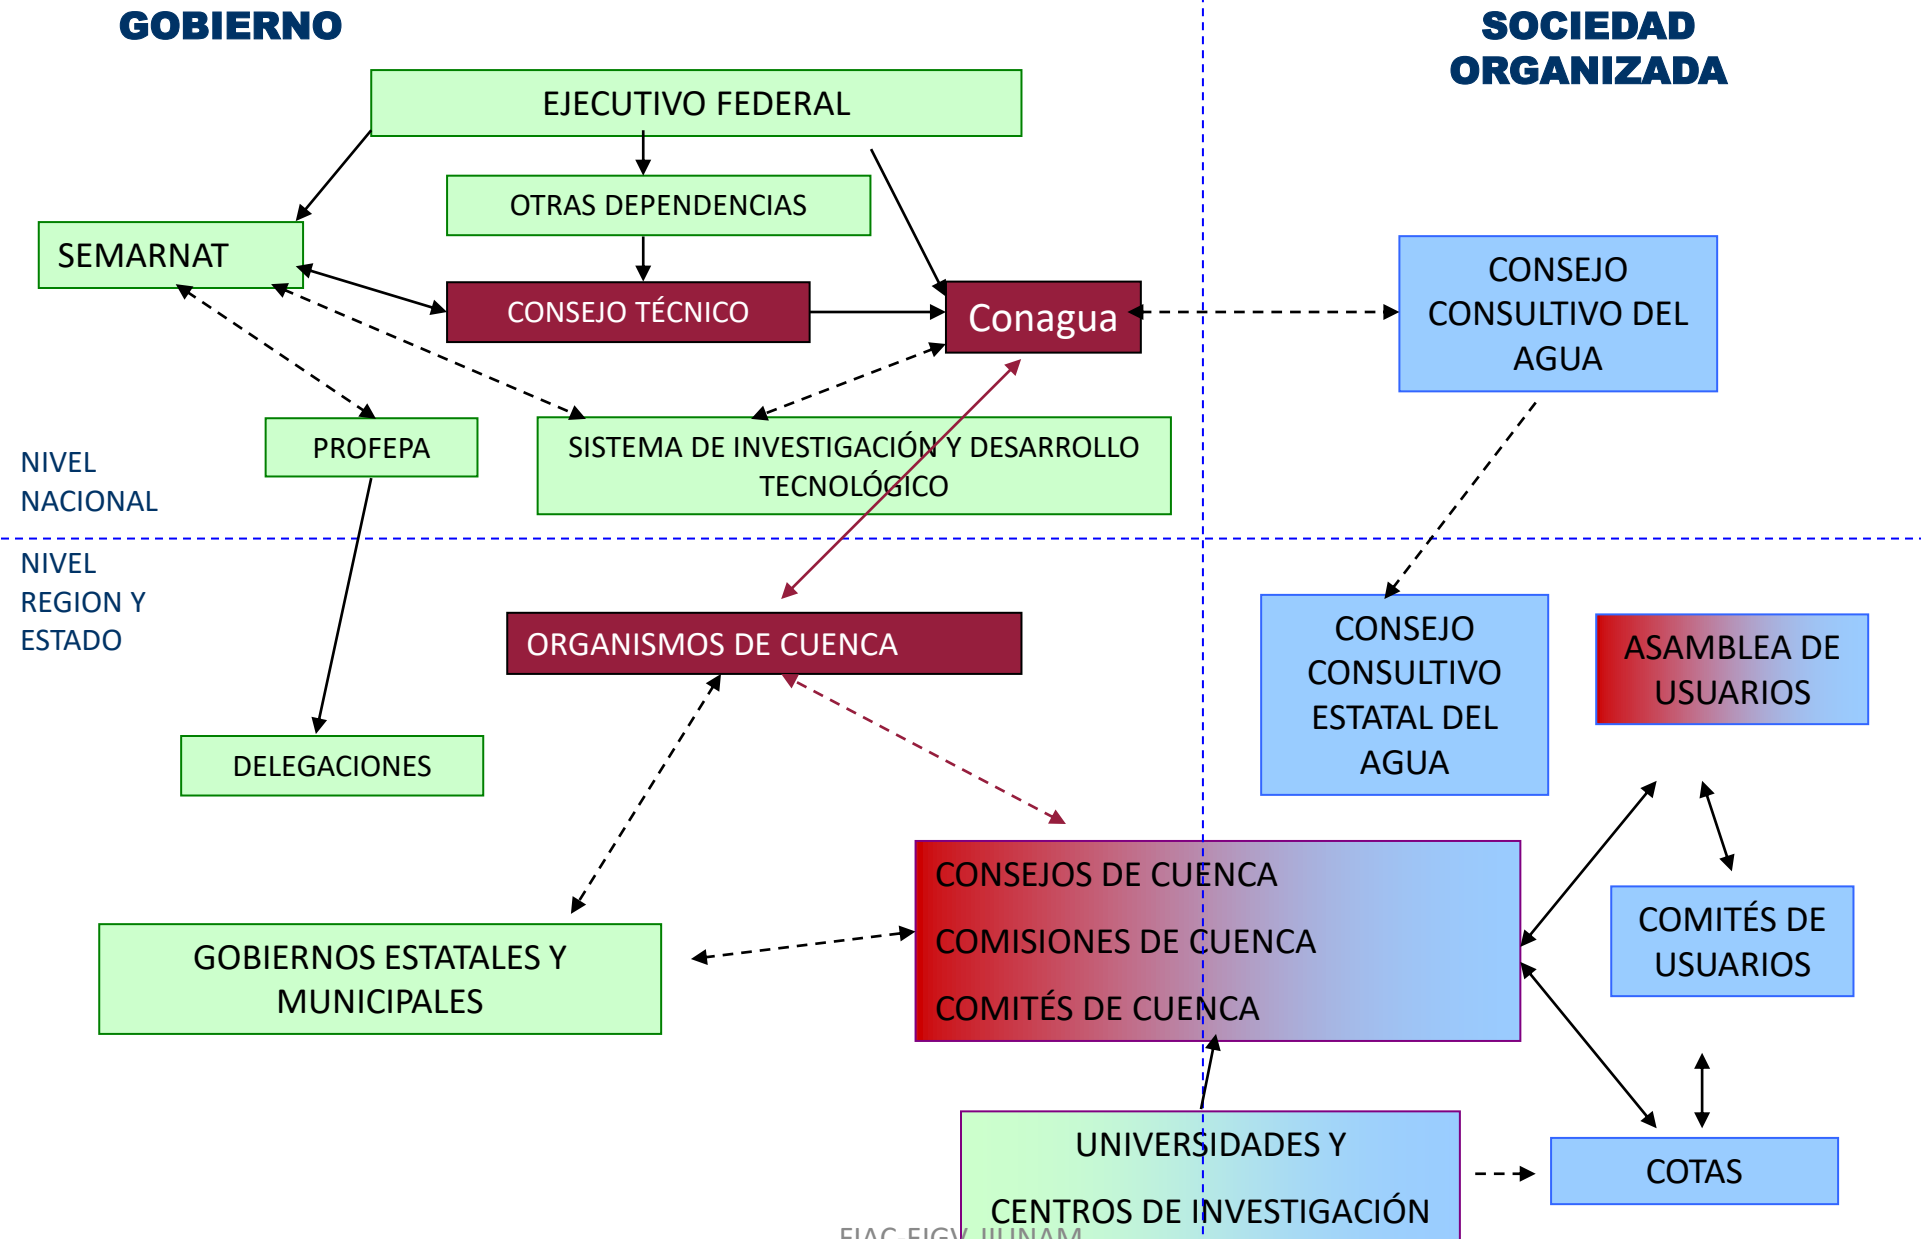 GOBIERNO
SOCIEDAD
ORGANIZADA
EJECUTIVO FEDERAL
OTRAS DEPENDENCIAS
SEMARNAT
CONSEJO TÉCNICO
Conagua
CONSEJO
CONSULTIVO DEL
AGUA
PROFEPA
SISTEMA DE INVESTIGACIÓN Y DESARROLLO
TECNOLÓGICO
NIVEL
NACIONAL
NIVEL
REGION Y
ESTADO
ORGANISMOS DE CUENCA
CONSEJO
CONSULTIVO
ESTATAL DEL
AGUA
ASAMBLEA DE
USUARIOS
DELEGACIONES
CONSEJOS DE CUENCA
COMISIONES DE CUENCA
COMITÉS DE CUENCA
COMITÉS DE
USUARIOS
GOBIERNOS ESTATALES Y
MUNICIPALES
UNIVERSIDADES Y
CENTROS DE INVESTIGACIÓN
COTAS